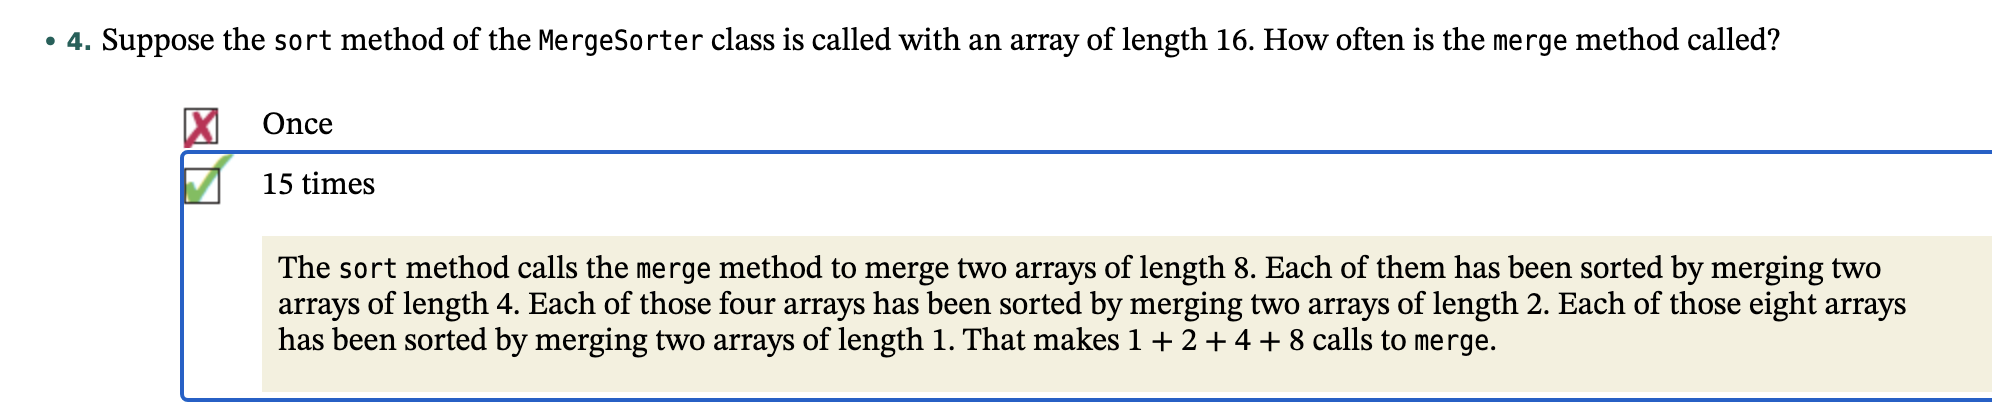 • 4. Suppose the sort method of the MergeSorter class is called with an array of length 16. How often is the merge method called?
Once
15 times
The sort method calls the merge method to merge two arrays of length 8. Each of them has been sorted by merging two
arrays of length 4. Each of those four arrays has been sorted by merging two arrays of length 2. Each of those eight arrays
has been sorted by merging two arrays of length 1. That makes 1 + 2 + 4 + 8 calls to merge.